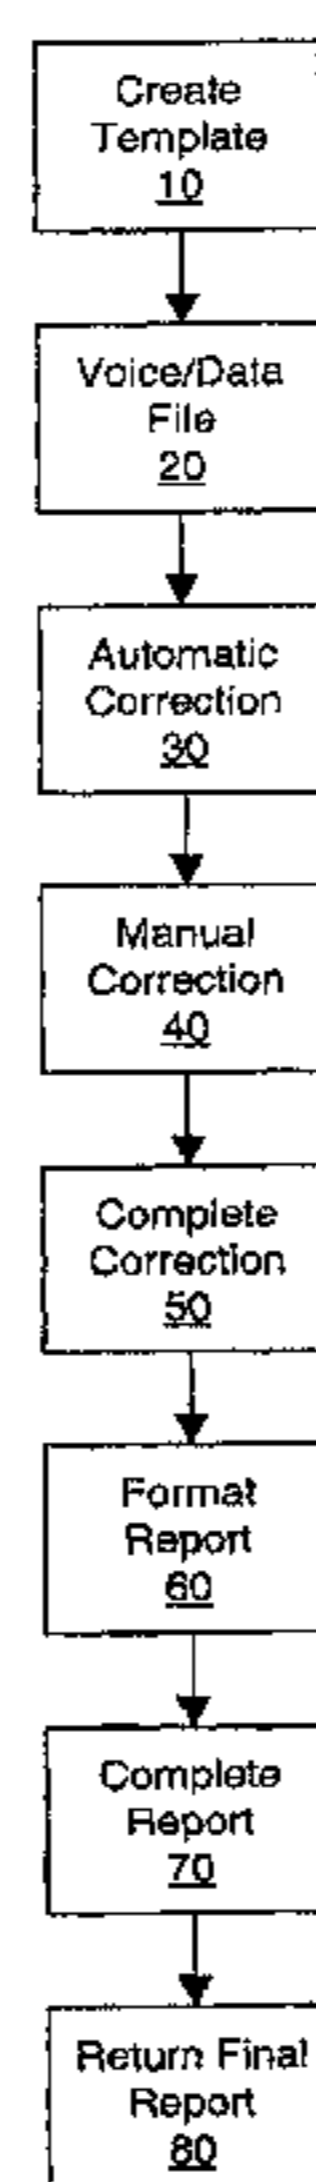 Create
Template
10
Voice/Data
File
20
Automatic
Correction
30
Manual
Correction
40
Complete
Correction
50
Format
Report
60
Complete
Report
70
Return Final
Report
80